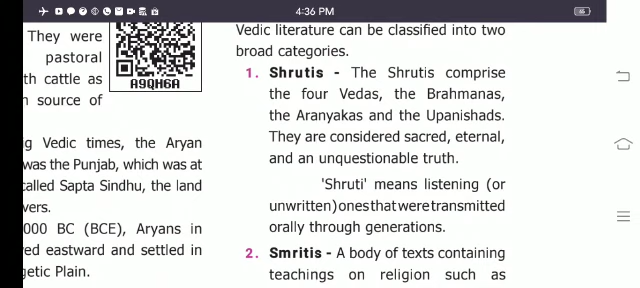 4:36 PM
They were
pastoral
th cattle as
source of
A9QH6A
Vedic times, the Aryan
was the Punjab, which was at
called Sapta Sindhu, the land
000 BC (BCE), Aryans in
eastward and settled in
Plain.
Vedic literature can be classified into two
broad categories.
1. Shrutis - The Shrutis comprise
the four Vedas, the Brahmanas,
the Aranyakas and the Upanishads.
They are considered sacred, eternal,
and an unquestionable truth.
'Shruti' means listening (or
unwritten) ones that were transmitted
orally through generations.
2. Smritis - A body of texts containing
teachings on religion such as